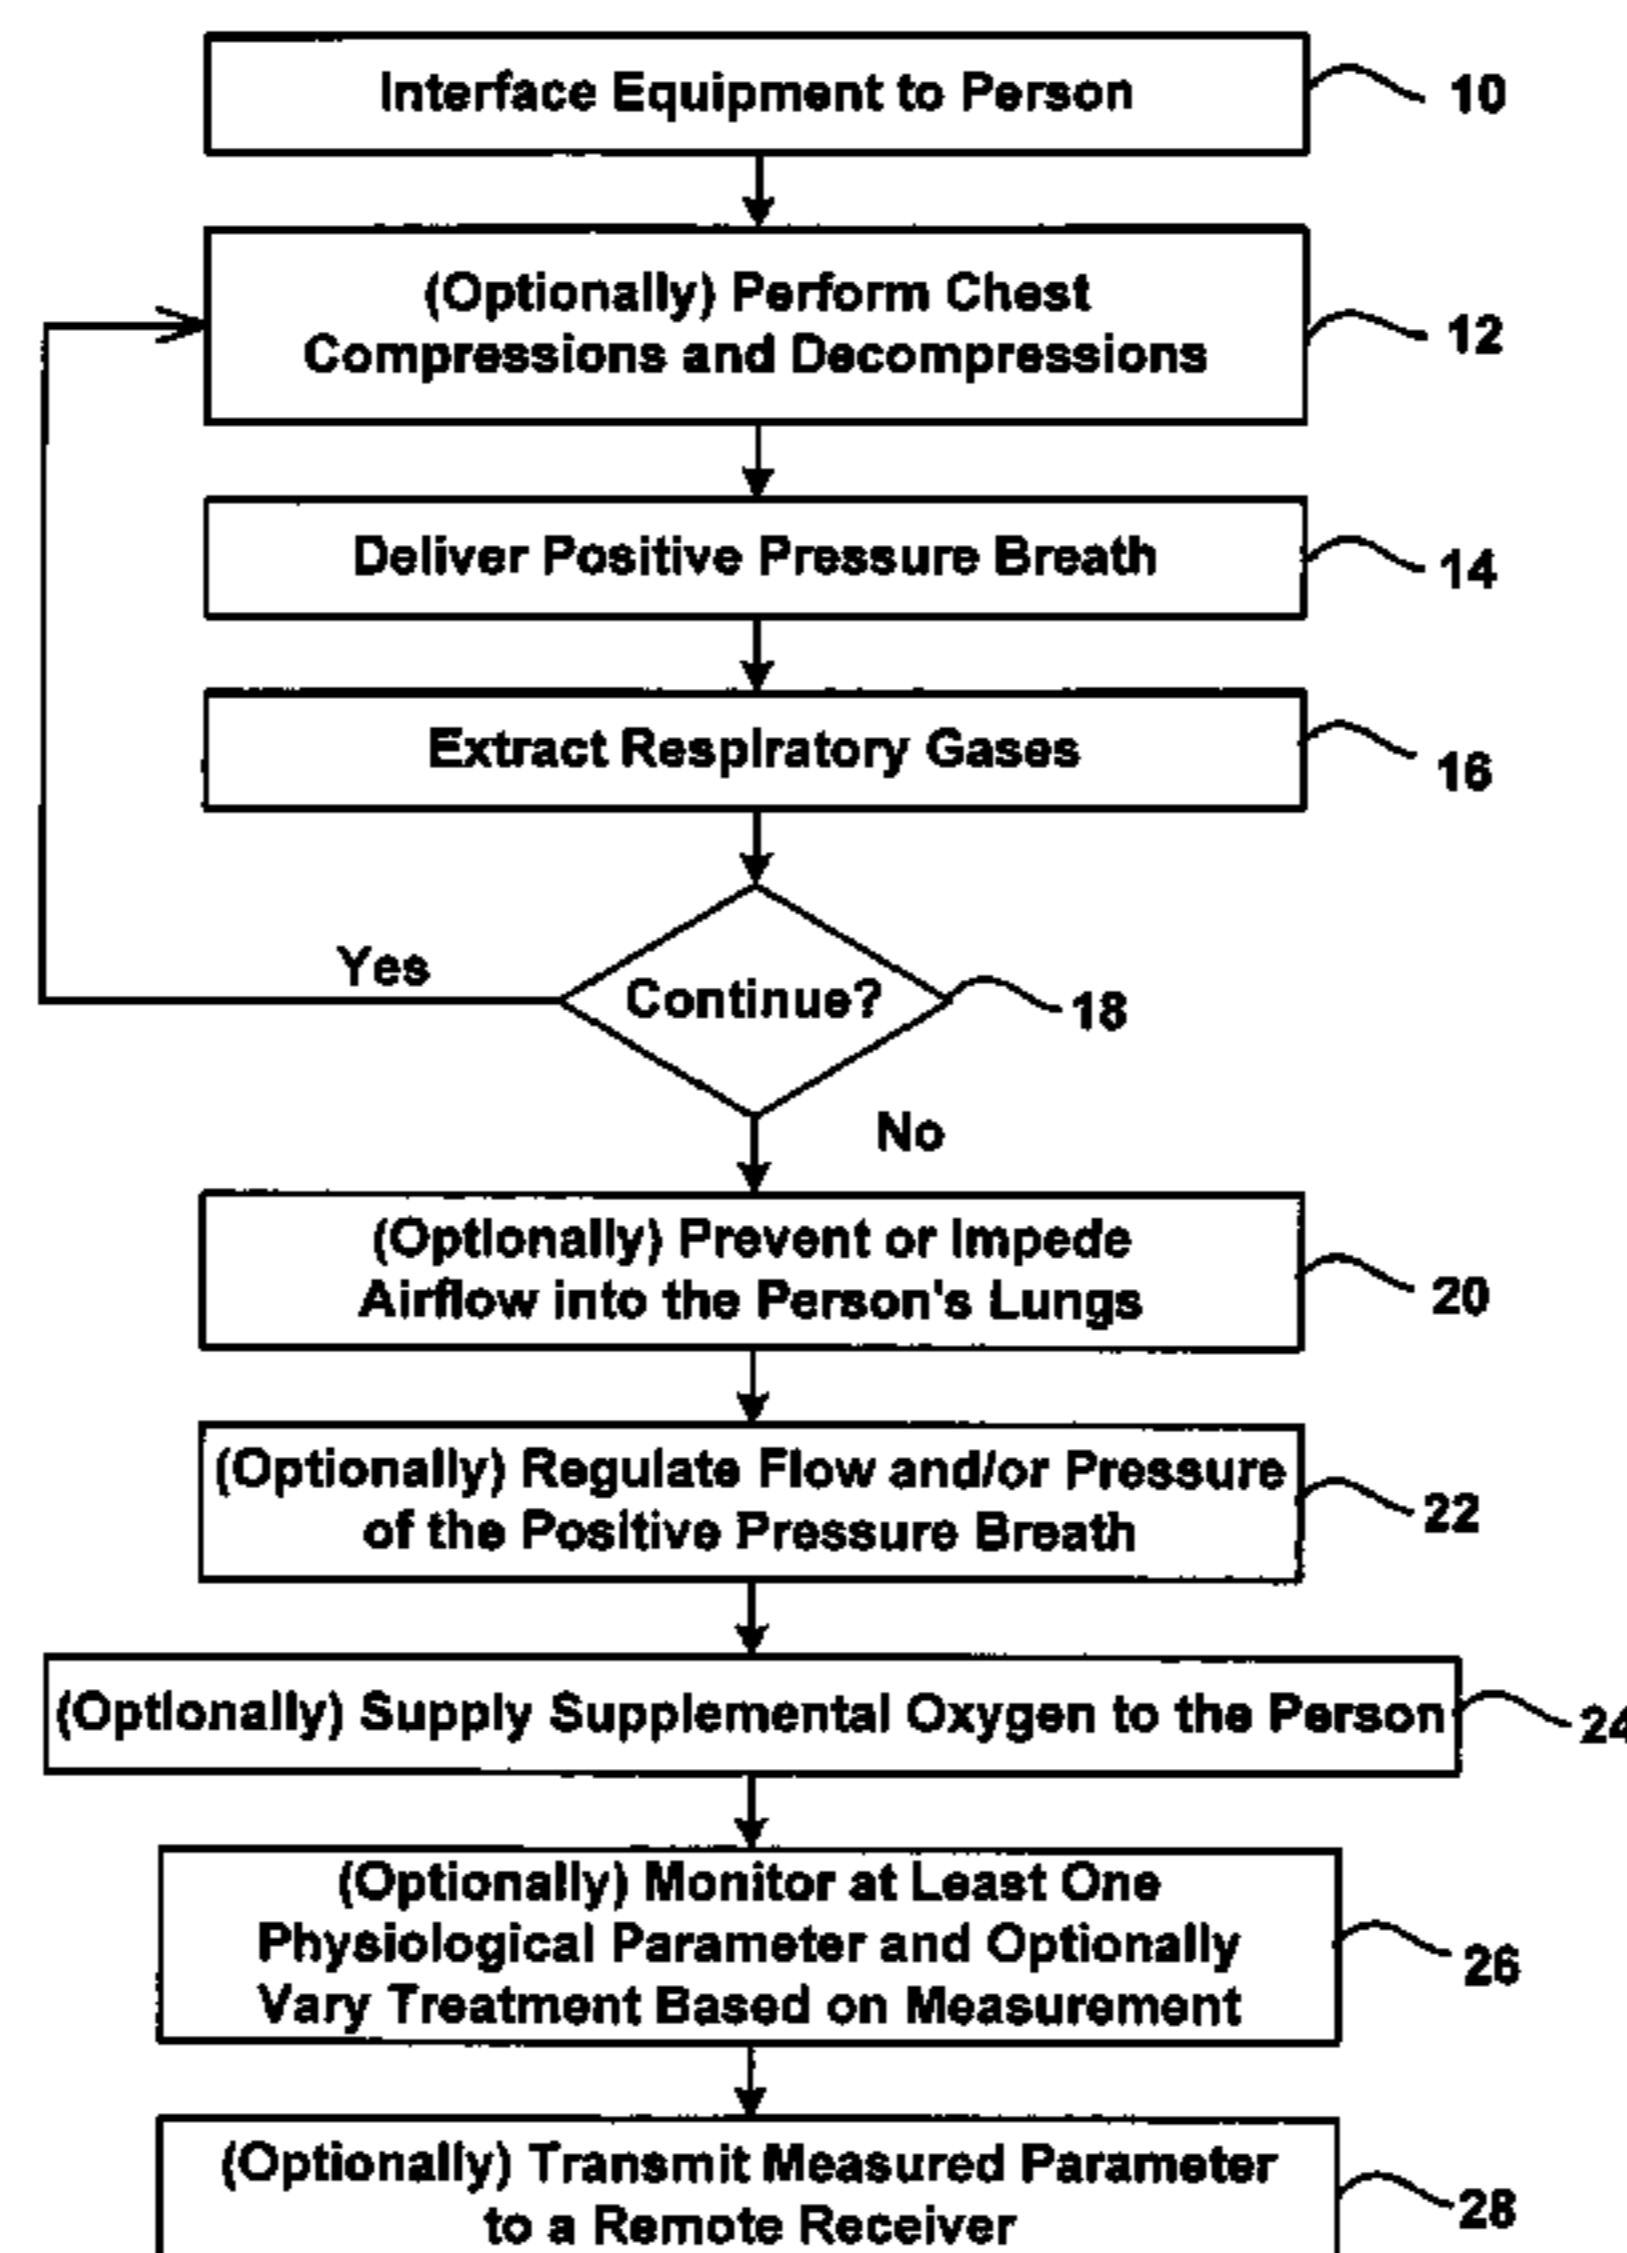 Interface Equipment to Person
10
(Optionally) Perform Chest
Compressions and Decompressions
12
Deliver Positive Pressure Breath
14
Extract Respiratory Gases
16
Yes
Continue?
18
No
(Optionally) Prevent or Impede
Airflow into the Person's Lungs
20
(Optionally) Regulate Flow and/or Pressure
of the Positive Pressure Breath
22
(Optionally) Supply Supplemental Oxygen to the Person
24
(Optionally) Monitor at Least One
Physiological Parameter and Optionally
Vary Treatment Based on Measurement
26
(Optionally) Transmit Measured Parameter
to a Remote Receiver
28